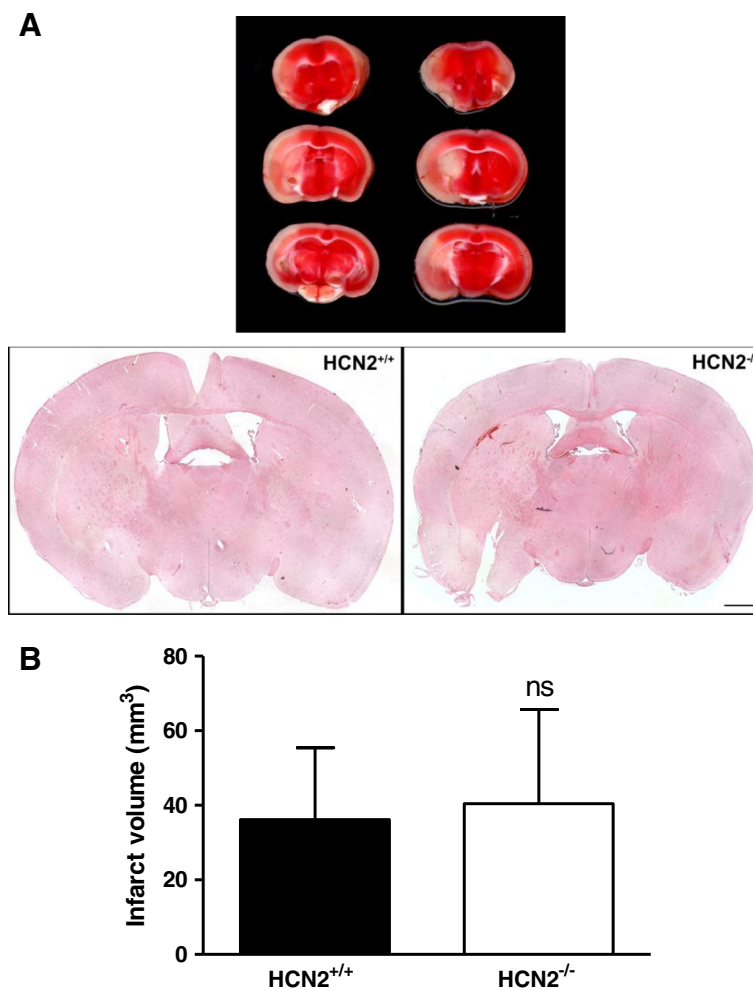 A
HCN2+/+
HCN2-/
B
80
60
40
20
0
Infarct volume (mm3)
ns
HCN2+/+
HCN2-/-